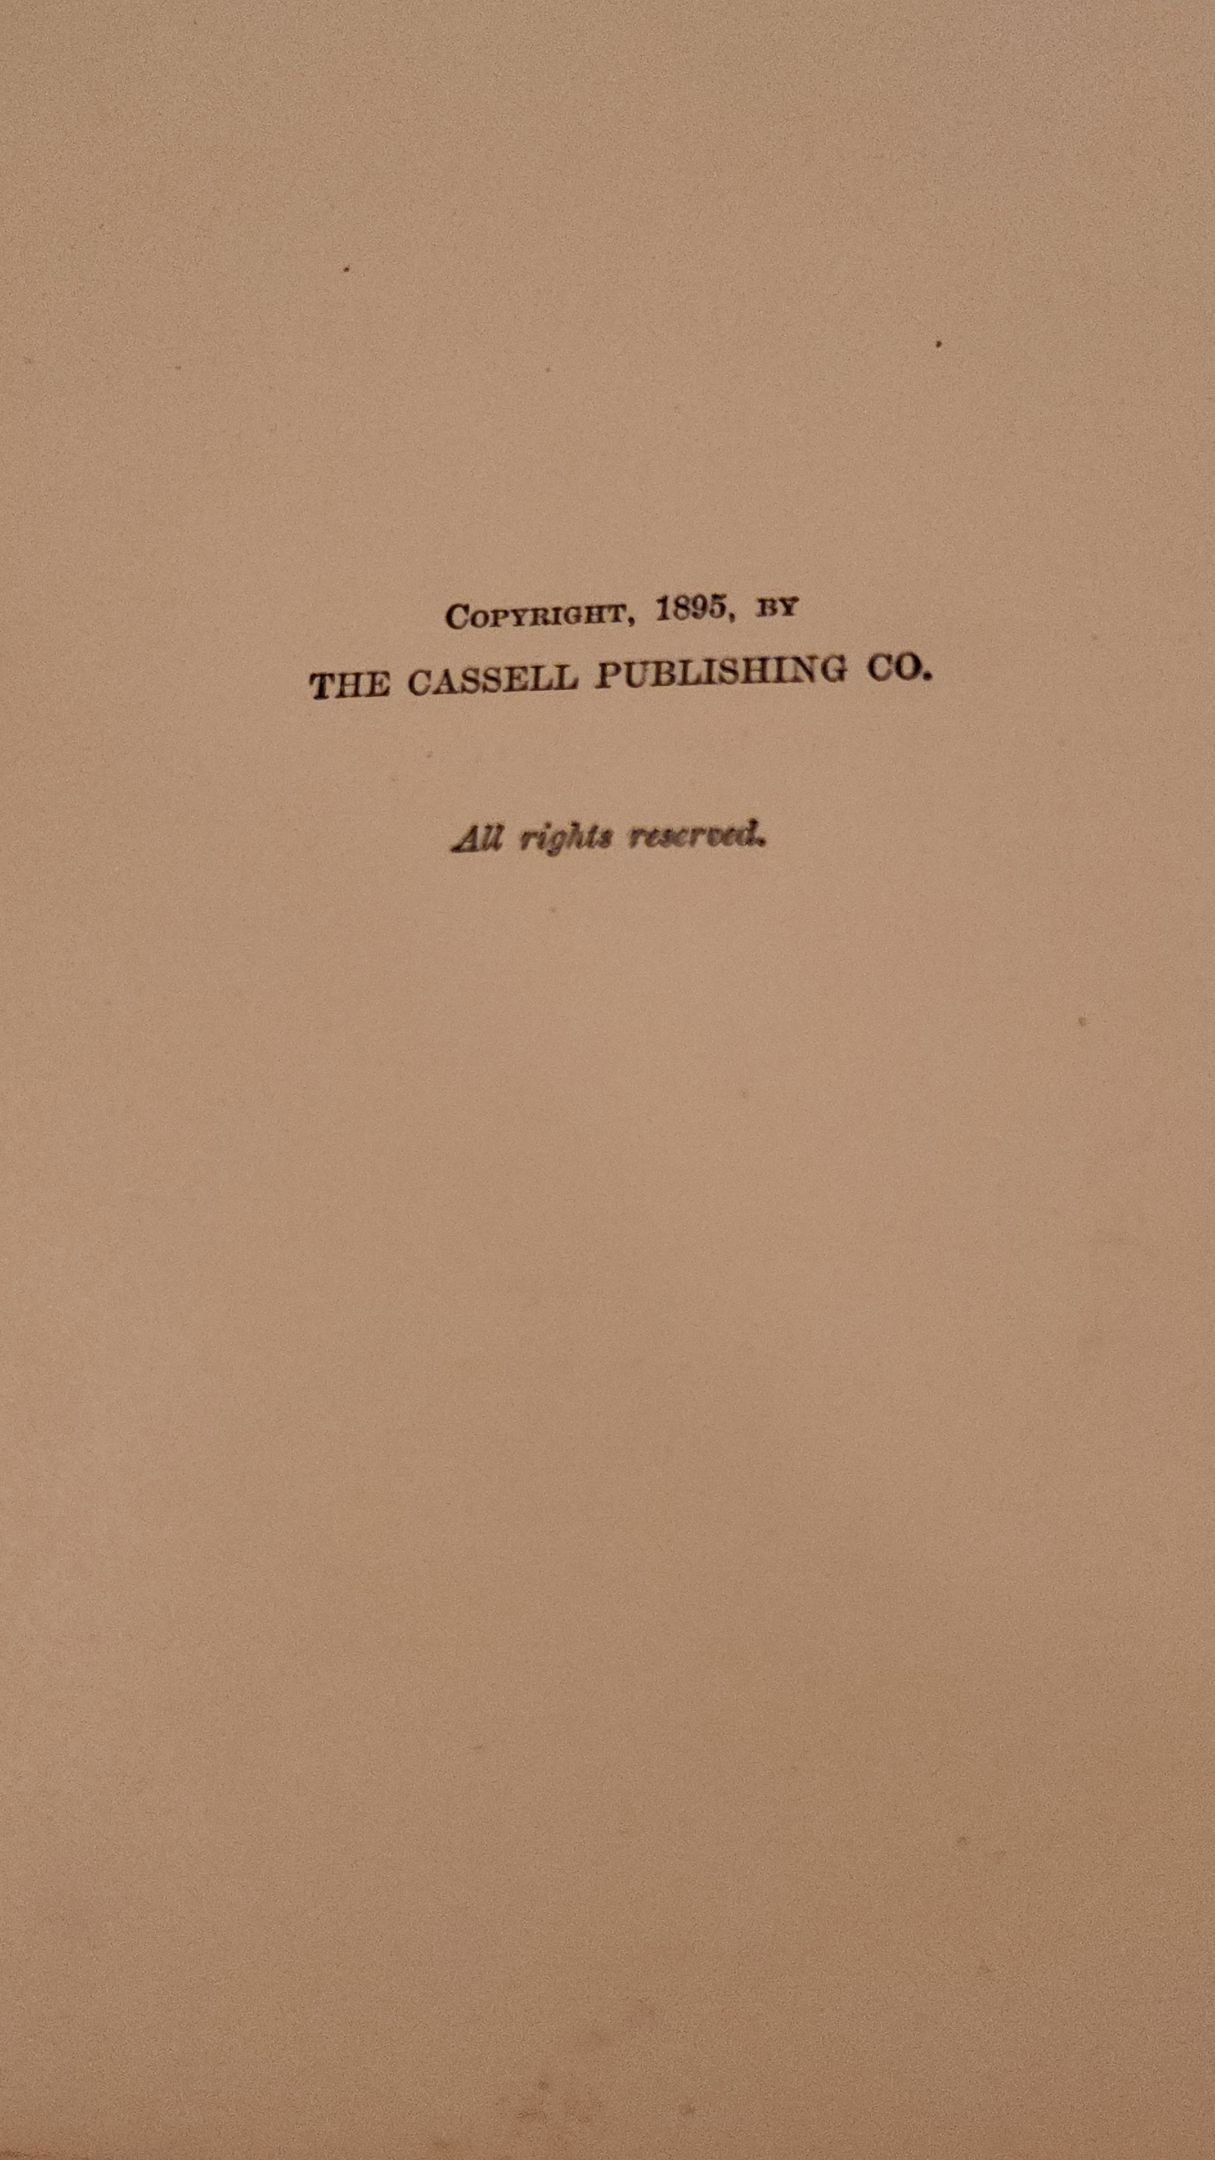 COPYRIGHT, 1895, BY
THE CASSELL PUBLISHING CO.
All rights reserved.